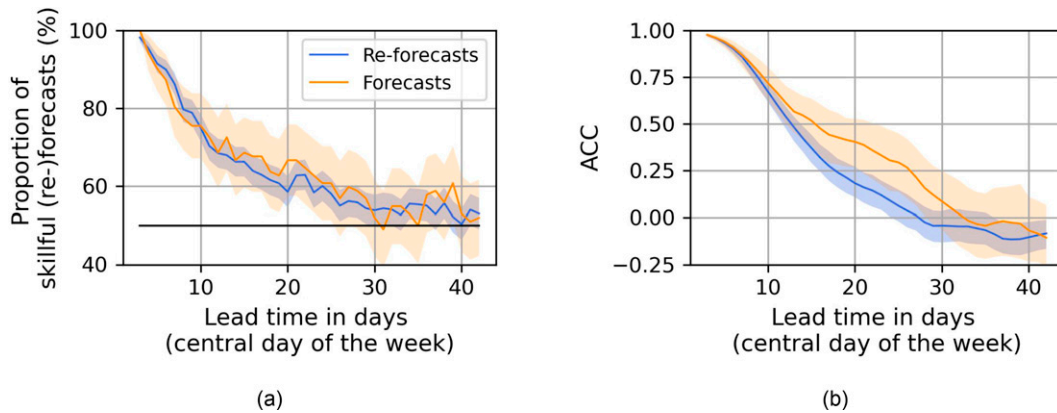 Proportion of
skillful (re-)forecasts (%)
100
80
60
40
Re-forecasts
Forecasts
10
20
30
40
Lead time in days
(central day of the week)
(a)
ACC
1.00
0.75
0.50
0.25
0.00
−0.25
10
20
30
40
Lead time in days
(central day of the week)
(b)